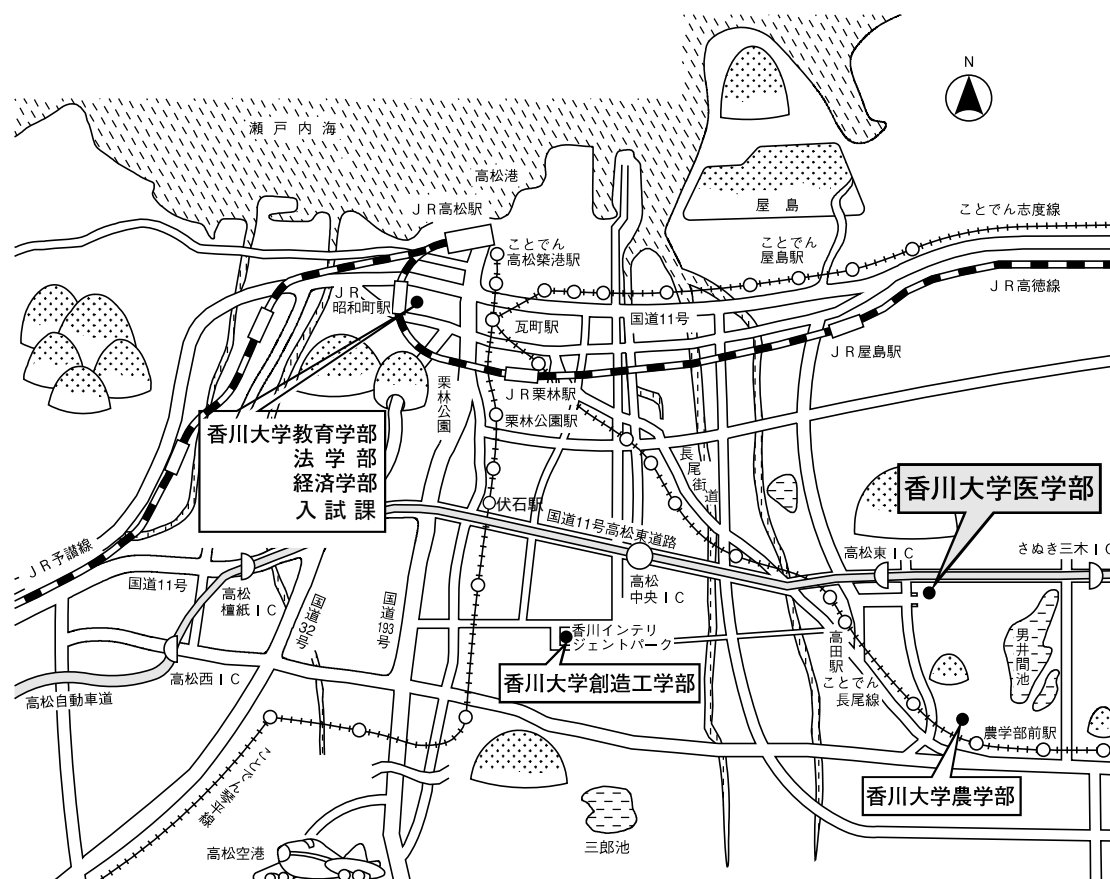 N
瀬戸内海
高松港
JR高松駅
屋島
ことでん志度線
ことでん
高松築港駅
ことでん
屋島駅
JR高徳線
JR
昭和町駅
瓦町駅
国道11号
JR屋島駅
JR栗林駅
栗林公園
栗林公園駅
香川大学教育学部
法学部
経済学部
入試課
長尾街道
香川大学医学部
伏石駅
国道11号高松東道路
高松東IC
さぬき三木IC
JR予讃線
国道11号
高松
檀紙IC
高松
中央IC
国道
32号
国道
193号
香川インテリ
ジェントパーク
高田駅
男井間池
高松西IC
高松自動車道
香川大学創造工学部
ことでん
長尾線
農学部前駅
ことでん琴平線
香川大学農学部
高松空港
三郎池